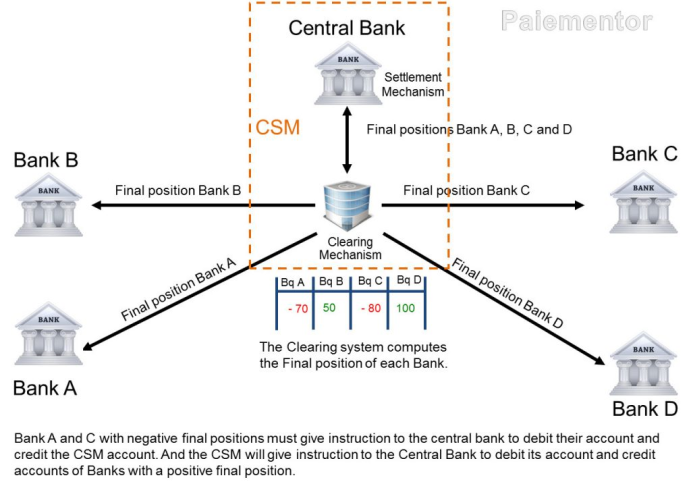 Palementor
Central Bank
BANK
Settlement
Mechanism
CSM
Final positions Bank A, B, C and D
Bank B
Bank C
BANK
Final position Bank B
Final position Bank C
BANK
Clearing
Mechanism
Final position Bank A
Final position Bank D
Bq A Bq B Bq C Bq D
- 70 50 - 80 100
BANK
BANK
The Clearing system computes
the Final position of each Bank.
Bank A
Bank D
Bank A and C with negative final positions must give instruction to the central bank to debit their account and
credit the CSM account. And the CSM will give instruction to the Central Bank to debit its account and credit
accounts of Banks with a positive final position.